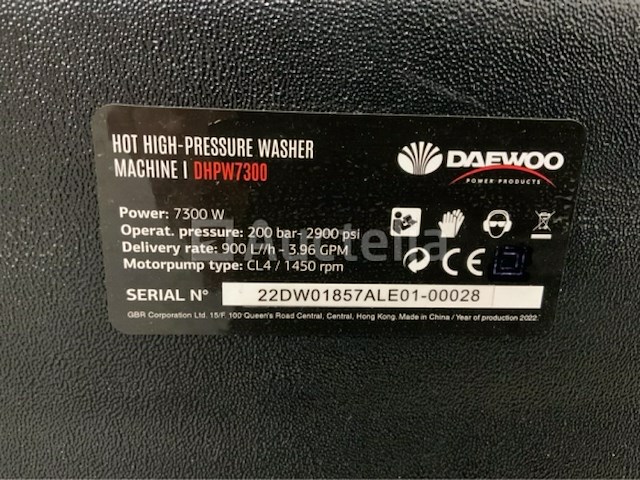 HOT HIGH-PRESSURE WASHER
MACHINE I DHPW7300
DAEWOO
POWER PRODUCTS
Power: 7300 W
Operat. pressure: 200 bar- 2900 psi
Delivery rate: 900 L//h - 3.96 GPM
Motorpump type: CL4 / 1450 rpm
CE
SERIAL N° 22DW01857ALE01-00028
GBR Corporation Ltd. 15/F. 100 Queen's Road Central, Central, Hong Kong. Made in China / Year of production 2022.
Auctelia